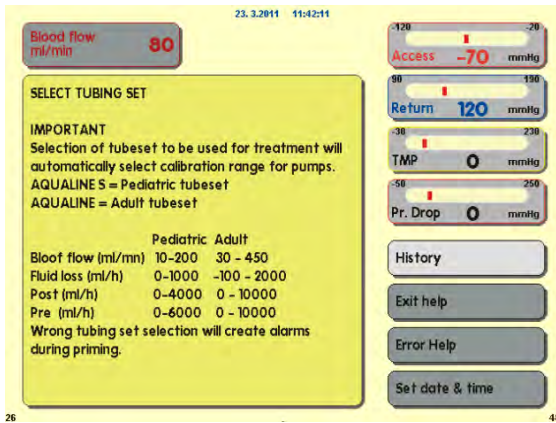 23. 3.2011 11:42:11
Blood flow
ml/min 80
SELECT TUBING SET
IMPORTANT
Selection of tubeset to be used for treatment will
automatically select calibration range for pumps.
AQUALINE S = Pediatric tubeset
AQUALINE = Adult tubeset
Pediatric Adult
Bloof flow (ml/mn) 10-200 30 - 450
Fluid loss (ml/h) 0-1000 -100 - 2000
Post (ml/h) 0-4000 0 - 10000
Pre (ml/h) 0-6000 0 - 10000
Wrong tubing set selection will create alarms
during priming.
26
-120 -20
Access -70 mmHg
90 190
Return 120 mmHg
-30 230
TMP 0 mmHg
-50 250
Pr. Drop 0 mmHg
History
Exit help
Error Help
Set date & time